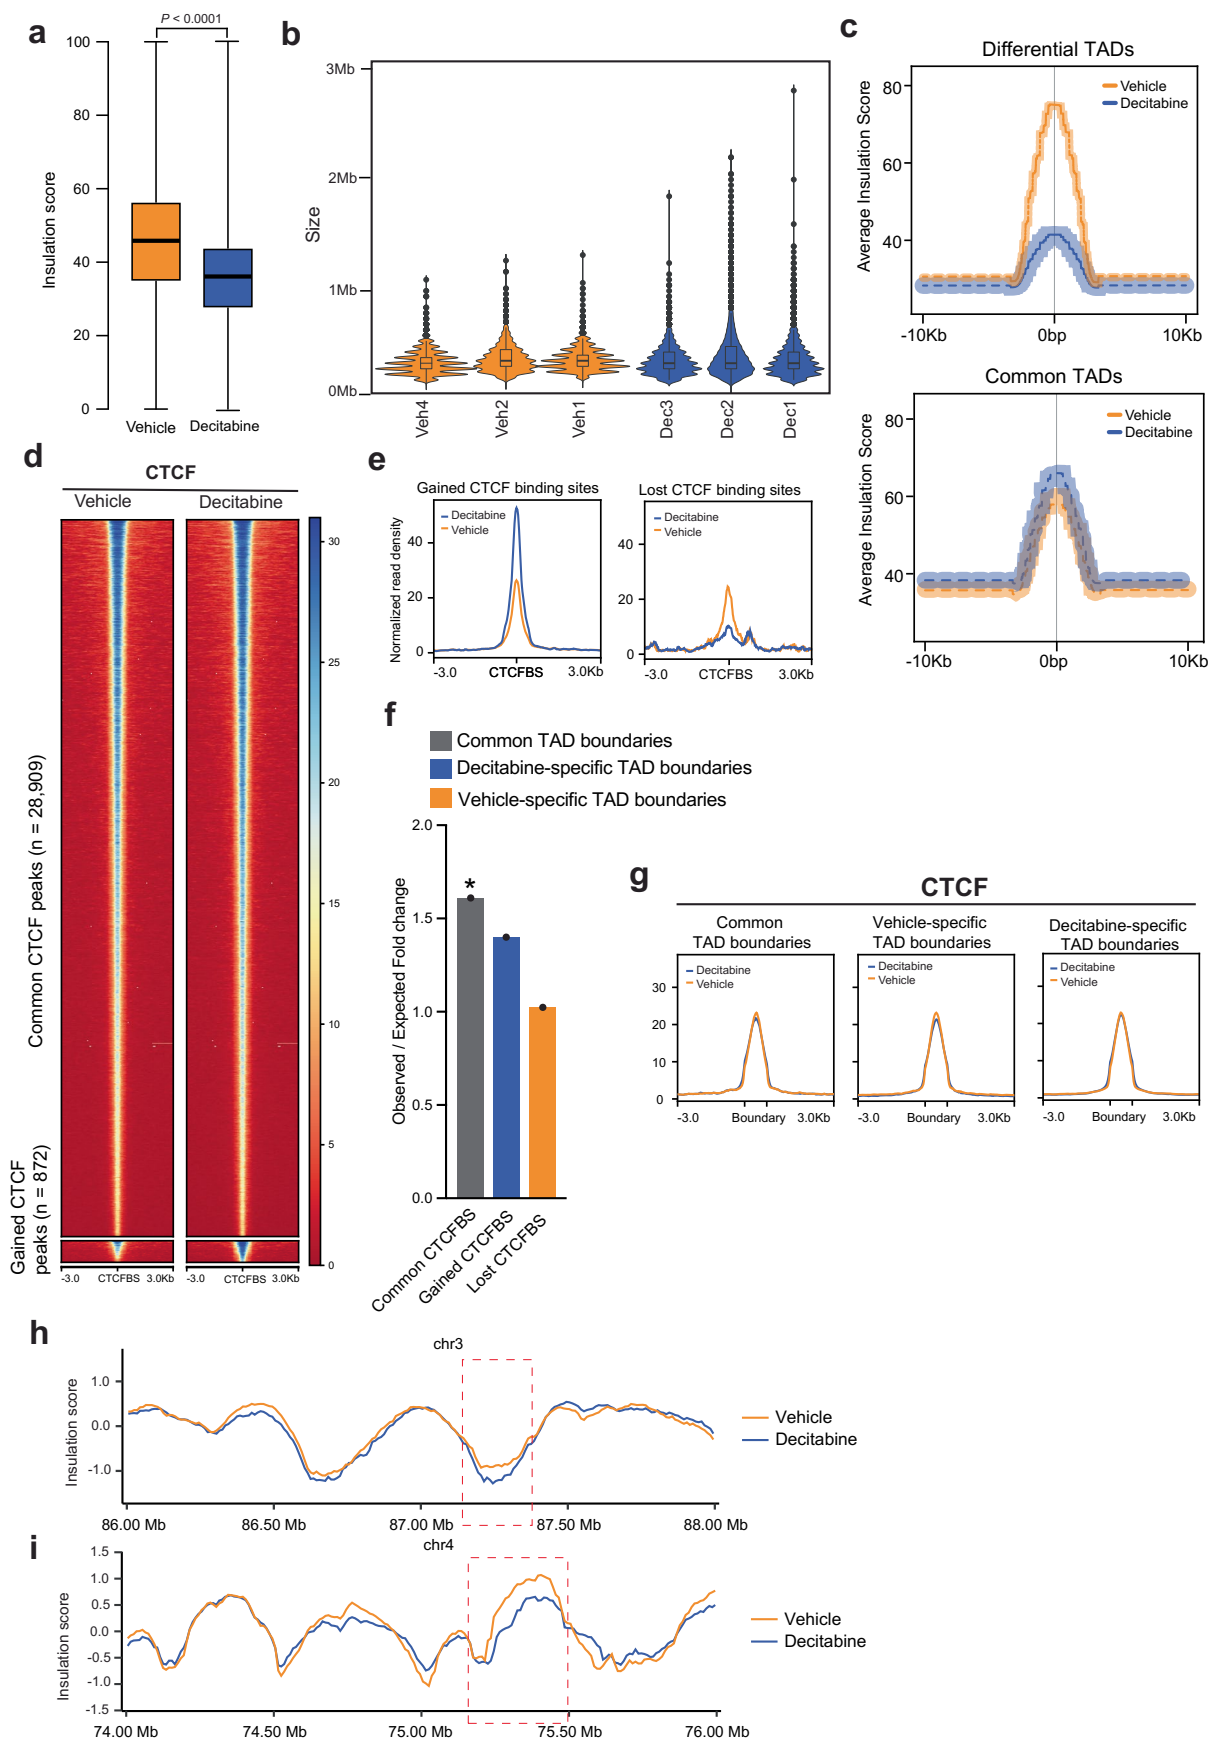 a
P < 0.0001
Insulation score
100
80
60
40
20
0
Vehicle
Decitabine
b
Size
3Mb
2Mb
1Mb
0Mb
Veh4
Veh2
Veh1
Dec3
Dec2
Dec1
c
Differential TADs
Average Insulation Score
80
60
40
Vehicle
Decitabine
-10Kb
0bp
10Kb
Common TADs
Average Insulation Score
80
60
40
Vehicle
Decitabine
-10Kb
0bp
10Kb
d
CTCF
Vehicle
Decitabine
Common CTCF peaks (n = 28,909)
Gained CTCF
peaks (n = 872)
30
25
20
15
10
5
0
-3.0
CTCFBS
3.0Kb
-3.0
CTCFBS
3.0Kb
e
Gained CTCF binding sites
Normalized read density
40
20
0
Decitabine
Vehicle
-3.0
CTCFBS
3.0Kb
Lost CTCF binding sites
40
20
0
Decitabine
Vehicle
-3.0
CTCFBS
3.0Kb
f
Common TAD boundaries
Decitabine-specific TAD boundaries
Vehicle-specific TAD boundaries
Observed / Expected Fold change
2.0
1.5
1.0
0.5
0.0
*
Common CTCFBS
Gained CTCFBS
Lost CTCFBS
g
CTCF
Common
TAD boundaries
Decitabine
Vehicle
30
20
10
0
-3.0
Boundary
3.0Kb
Vehicle-specific
TAD boundaries
Decitabine
Vehicle
-3.0
Boundary
3.0Kb
Decitabine-specific
TAD boundaries
Decitabine
Vehicle
-3.0
Boundary
3.0Kb
h
chr3
Insulation score
1.0
0.0
-1.0
Vehicle
Decitabine
86.00 Mb
86.50 Mb
87.00 Mb
87.50 Mb
88.00 Mb
i
chr4
Insulation score
1.5
1.0
0.5
0.0
-0.5
-1.0
-1.5
Vehicle
Decitabine
74.00 Mb
74.50 Mb
75.00 Mb
75.50 Mb
76.00 Mb